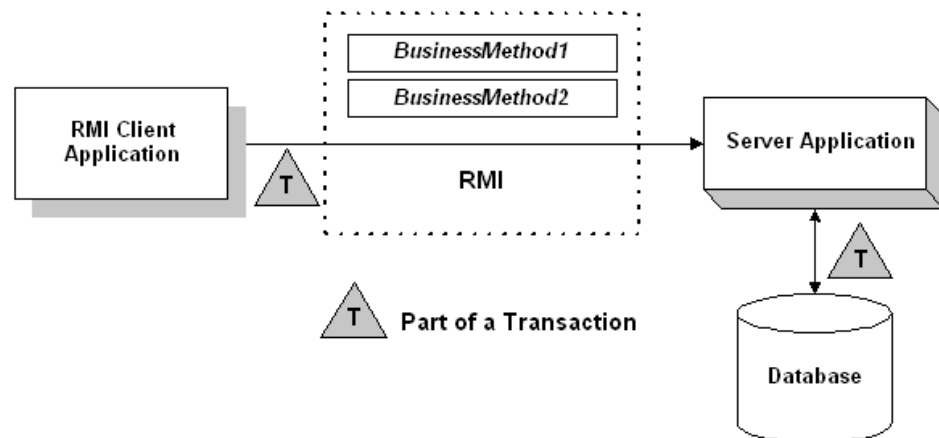 BusinessMethod1
BusinessMethod2
RMI Client
Application
Server Application
T
RMI
T
T
Part of a Transaction
Database